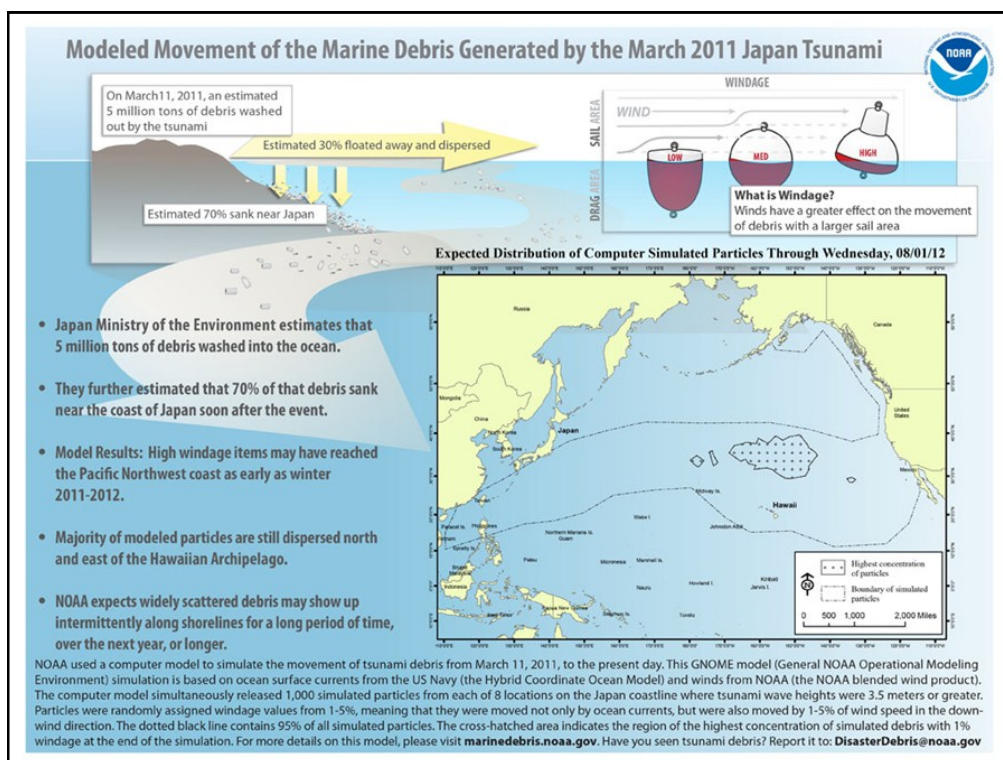 Modeled Movement of the Marine Debris Generated by the March 2011 Japan Tsunami
NOAA
On March11, 2011, an estimated
5 million tons of debris washed
out by the tsunami
Estimated 30% floated away and dispersed
Estimated 70% sank near Japan
WINDAGE
SAIL AREA
DRAG AREA
WIND
LOW
MED
HIGH
What is Windage?
Winds have a greater effect on the movement
of debris with a larger sail area
Expected Distribution of Computer Simulated Particles Through Wednesday, 08/01/12
Russia
Canada
Mongolia
China
North Korea
South Korea
Japan
United
States
Mexico
Taiwan
Midway Is.
Hawaii
Paracel Is.
Philippines
Northern Mariana Is.
Guam
Wake I.
Johnston Atoll
Vietnam
Spratly Is.
Palau
Micronesia
Marshall Is.
Brunei
Malaysia
Indonesia
Nauru
Howland I.
Kiribati
Jarvis I.
East Timor
Papua New Guinea
Solomon Is.
Tuvalu
Highest concentration
of particles
Boundary of simulated
particles
N
0 500 1,000 2,000 Miles
• Japan Ministry of the Environment estimates that
5 million tons of debris washed into the ocean.
• They further estimated that 70% of that debris sank
near the coast of Japan soon after the event.
• Model Results: High windage items may have reached
the Pacific Northwest coast as early as winter
2011-2012.
• Majority of modeled particles are still dispersed north
and east of the Hawaiian Archipelago.
• NOAA expects widely scattered debris may show up
intermittently along shorelines for a long period of time,
over the next year, or longer.
NOAA used a computer model to simulate the movement of tsunami debris from March 11, 2011, to the present day. This GNOME model (General NOAA Operational Modeling
Environment) simulation is based on ocean surface currents from the US Navy (the Hybrid Coordinate Ocean Model) and winds from NOAA (the NOAA blended wind product).
The computer model simultaneously released 1,000 simulated particles from each of 8 locations on the Japan coastline where tsunami wave heights were 3.5 meters or greater.
Particles were randomly assigned windage values from 1-5%, meaning that they were moved not only by ocean currents, but were also moved by 1-5% of wind speed in the down-
wind direction. The dotted black line contains 95% of all simulated particles. The cross-hatched area indicates the region of the highest concentration of simulated debris with 1%
windage at the end of the simulation. For more details on this model, please visit marinedebris.noaa.gov. Have you seen tsunami debris? Report it to: DisasterDebris@noaa.gov